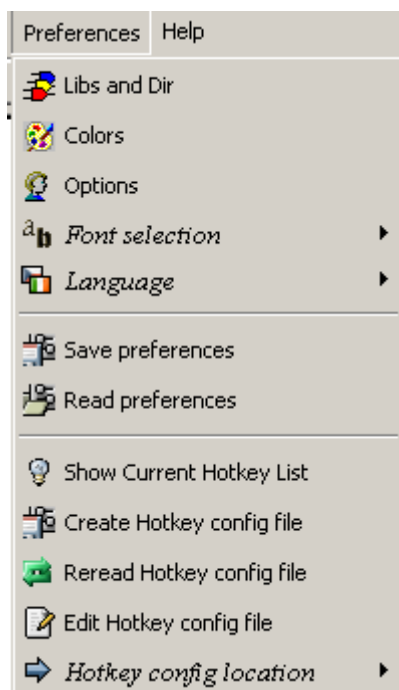 Preferences Help
Libs and Dir
Colors
Options
ab Font selection
Language
Save preferences
Read preferences
Show Current Hotkey List
Create Hotkey config file
Reread Hotkey config file
Edit Hotkey config file
Hotkey config location